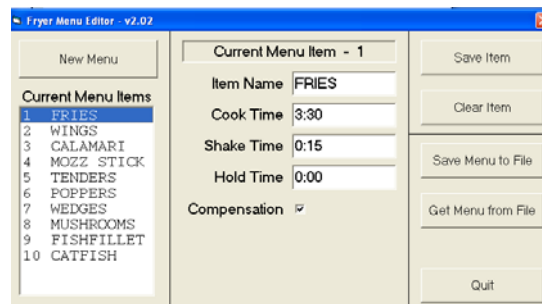 Fryer Menu Editor - v2.02
New Menu
Current Menu Items
1 FRIES
2 WINGS
3 CALAMARI
4 MOZZ STICK
5 TENDERS
6 POPPERS
7 WEDGES
8 MUSHROOMS
9 FISHFILLET
10 CATFISH
Current Menu Item - 1
Item Name FRIES
Cook Time 3:30
Shake Time 0:15
Hold Time 0:00
Compensation
Save Item
Clear Item
Save Menu to File
Get Menu from File
Quit